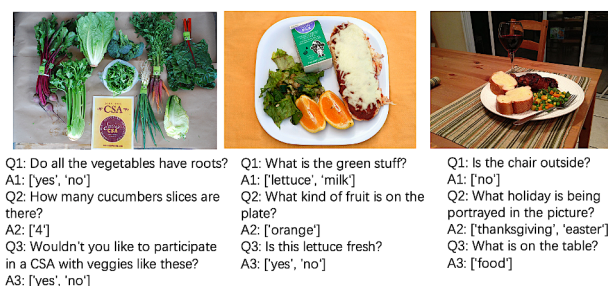 CSA
Q1: Do all the vegetables have roots?
A1: ['yes', 'no']
Q2: How many cucumbers slices are
there?
A2: ['4']
Q3: Wouldn't you like to participate
in a CSA with veggies like these?
A3: ['yes', 'no']
Q1: What is the green stuff?
A1: ['lettuce', 'milk']
Q2: What kind of fruit is on the
plate?
A2: ['orange']
Q3: Is this lettuce fresh?
A3: ['yes', 'no']
Q1: Is the chair outside?
A1: ['no']
Q2: What holiday is being
portrayed in the picture?
A2: ['thanksgiving', 'easter']
Q3: What is on the table?
A3: ['food']